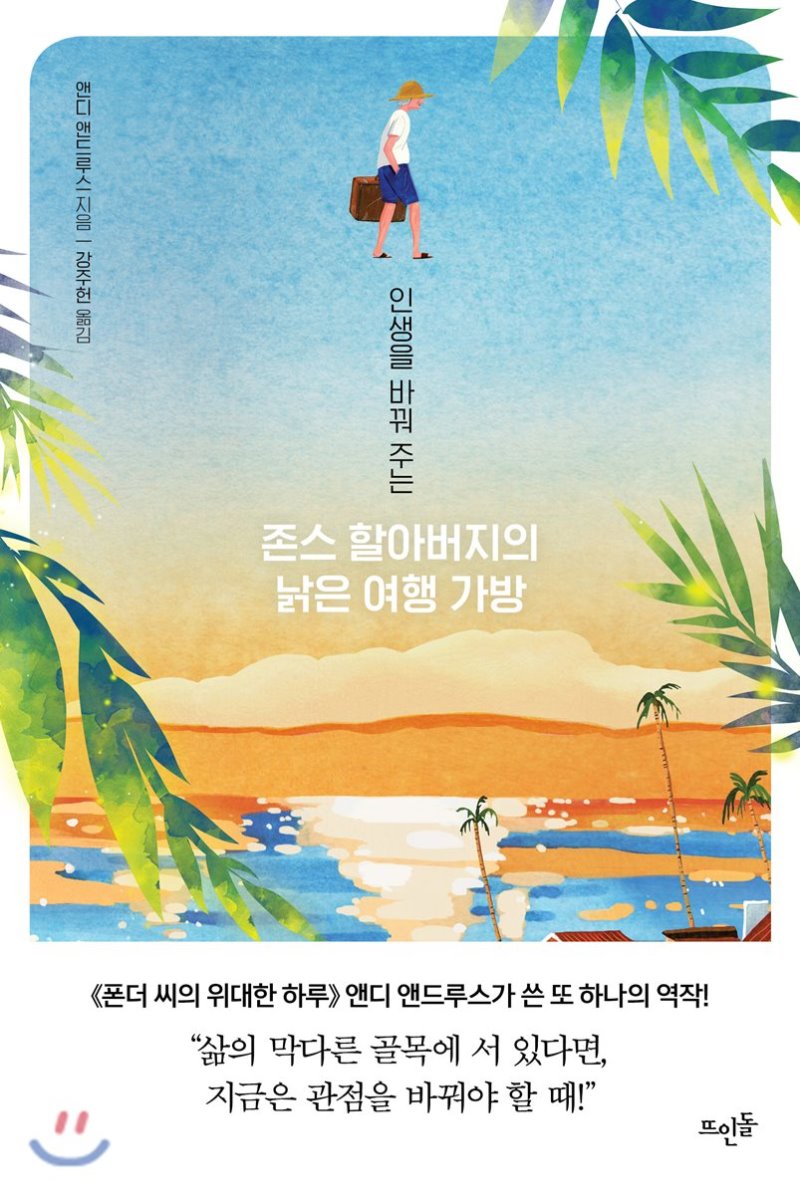 앤디 앤드루스 지음 | 강주헌 옮김
인생을 바꿔 주는
존스 할아버지의
낡은 여행 가방
《폰더 씨의 위대한 하루》 앤디 앤드루스가 쓴 또 하나의 역작!
“삶의 막다른 골목에 서 있다면,
지금은 관점을 바꿔야 할 때!”
뜨인돌